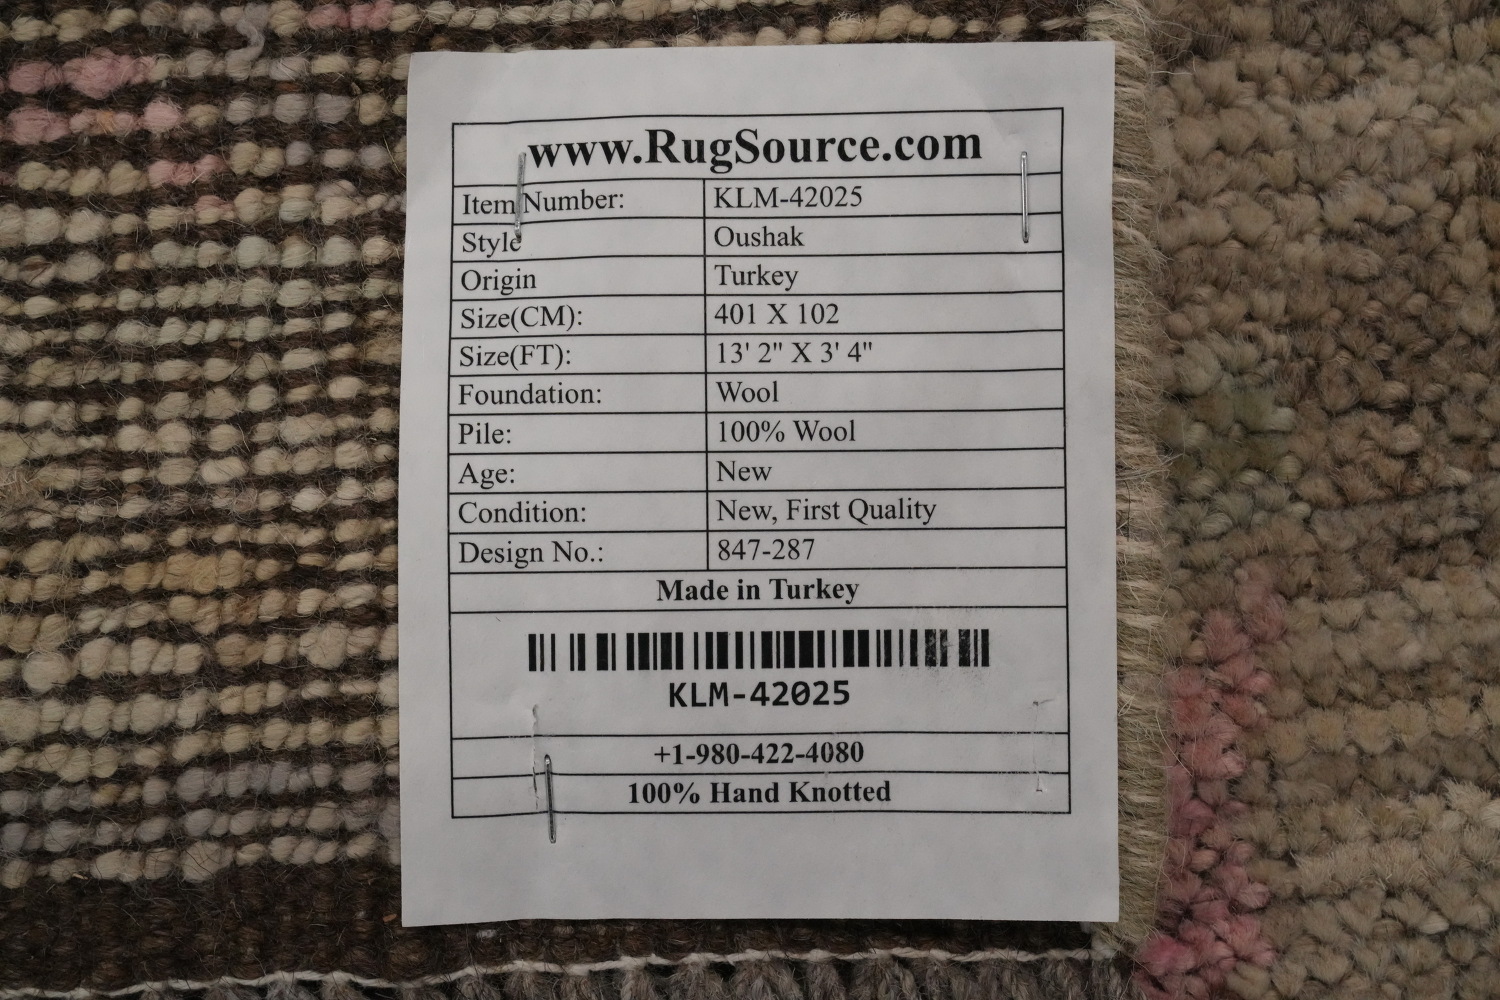 www.RugSource.com
Item Number: KLM-42025
Style Oushak
Origin Turkey
Size(CM): 401 X 102
Size(FT): 13' 2" X 3' 4"
Foundation: Wool
Pile: 100% Wool
Age: New
Condition: New, First Quality
Design No.: 847-287
Made in Turkey
KLM-42025
+1-980-422-4080
100% Hand Knotted